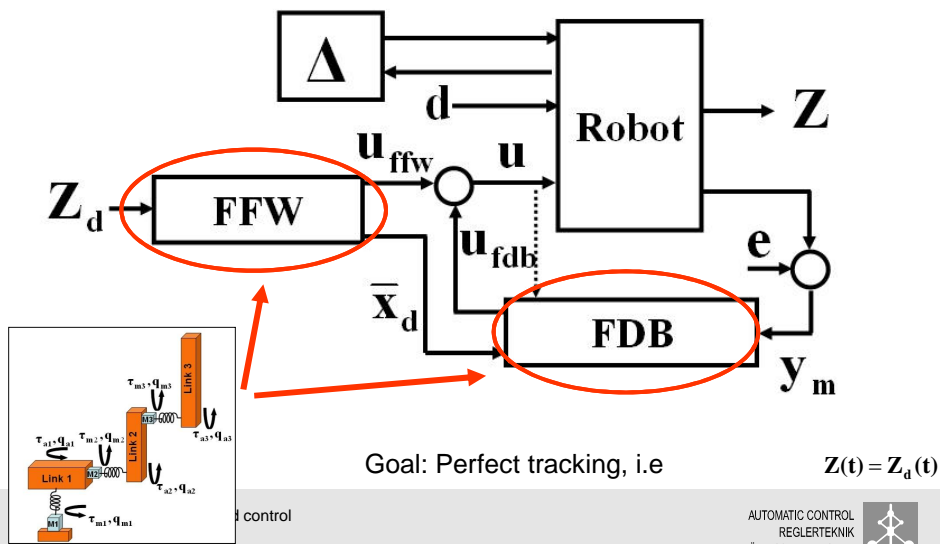 Δ
d
Robot
Z
u ffw
u
Z d
FFW
u fdb
e
x̄ d
FDB
y m
Link 3
τ m3 , q m3
M3
τ a3 , q a3
τ a1 , q a1
τ m2 , q m2
Link 2
Link 1
M2
τ a2 , q a2
M1
τ m1 , q m1
Goal: Perfect tracking, i.e
Z(t) = Z d (t)
d control
AUTOMATIC CONTROL
REGLERTEKNIK